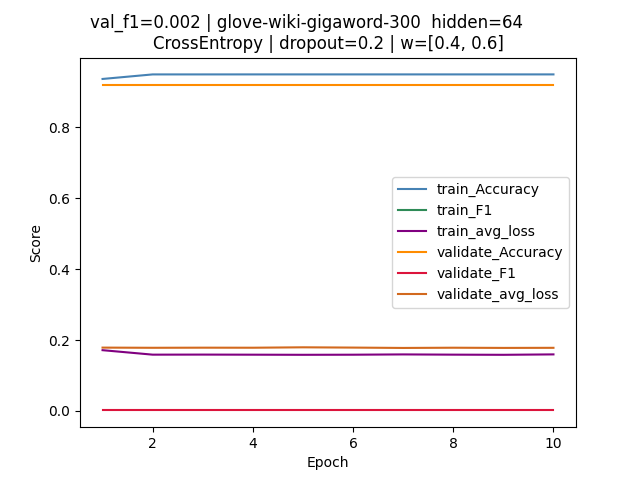 val_f1=0.002 | glove-wiki-gigaword-300  hidden=64
CrossEntropy | dropout=0.2 | w=[0.4, 0.6]
Score
0.8
0.6
0.4
0.2
0.0
train_Accuracy
train_F1
train_avg_loss
validate_Accuracy
validate_F1
validate_avg_loss
2 4 6 8 10
Epoch